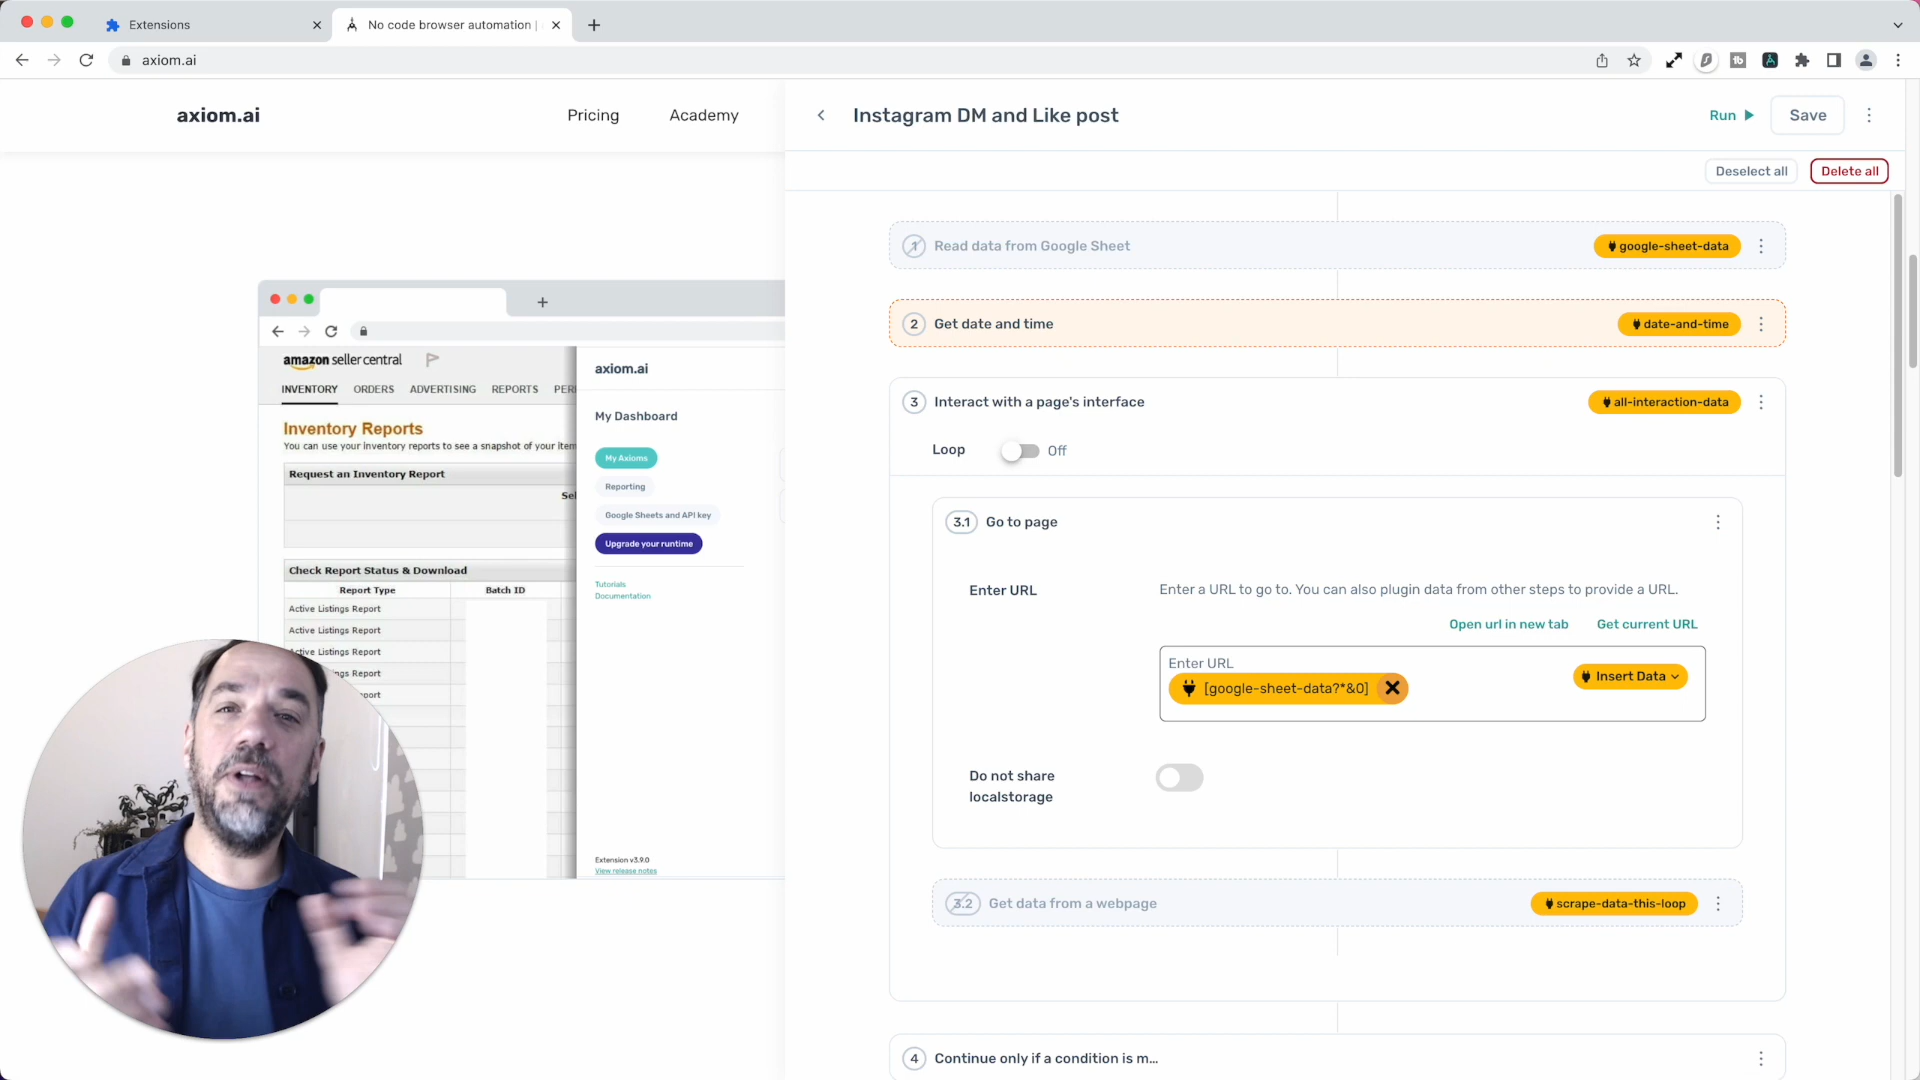 Extensions
No code browser automation |
axiom.ai
axiom.ai
Pricing
Academy
Instagram DM and Like post
Run
Save
Deselect all
Delete all
1 Read data from Google Sheet
google-sheet-data
2 Get date and time
date-and-time
3 Interact with a page's interface
all-interaction-data
Loop
Off
3.1 Go to page
Enter URL
Enter a URL to go to. You can also plugin data from other steps to provide a URL.
Open url in new tab
Get current URL
Enter URL
[google-sheet-data?*&0]
Insert Data
Do not share
localstorage
3.2 Get data from a webpage
scrape-data-this-loop
4 Continue only if a condition is m...
amazon seller central
INVENTORY ORDERS ADVERTISING REPORTS
Inventory Reports
You can use your inventory reports to see a snapshot of your item
Request an Inventory Report
Check Report Status & Download
Report Type
Batch ID
Active Listings Report
Active Listings Report
Active Listings Report
axiom.ai
My Dashboard
My Axioms
Reporting
Google Sheets and API key
Upgrade your runtime
Tutorials
Documentation
Extension v3.9.0
View release notes